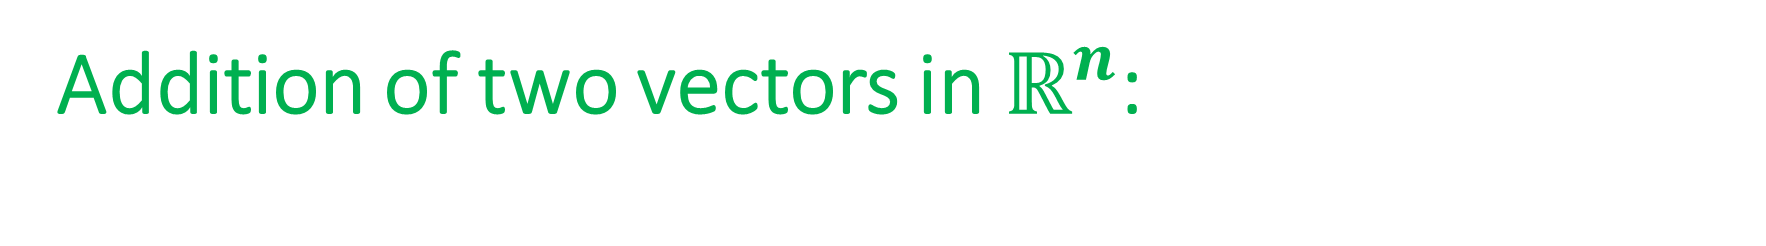 Addition of two vectors in ℝⁿ: